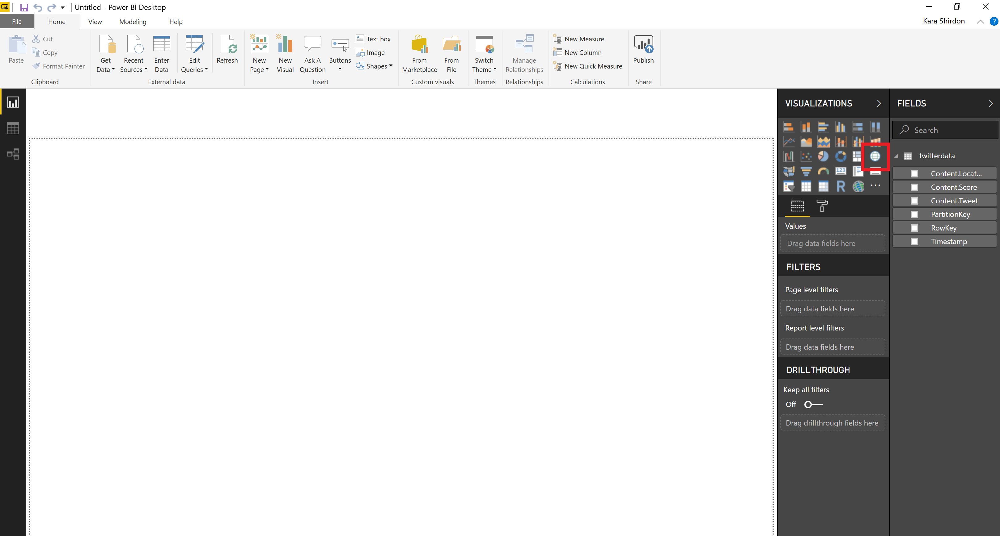 Untitled - Power BI Desktop
File Home View Modeling Help
Kara Shirdon ?
Paste
Cut
Copy
Format Painter
Clipboard
Get Data
Recent Sources
Enter Data
Edit Queries
Refresh
External data
New Page
New Visual
Ask A Question
Buttons
Text box
Image
Shapes
Insert
From Marketplace
From File
Custom visuals
Switch Theme
Themes
Manage Relationships
Relationships
New Measure
New Column
New Quick Measure
Calculations
Publish
Share
VISUALIZATIONS
123
R
...
Values
Drag data fields here
FILTERS
Page level filters
Drag data fields here
Report level filters
Drag data fields here
DRILLTHROUGH
Keep all filters
Off
Drag drillthrough fields here
FIELDS
Search
twitterdata
Content.Locat...
Content.Score
Content.Tweet
PartitionKey
RowKey
Timestamp